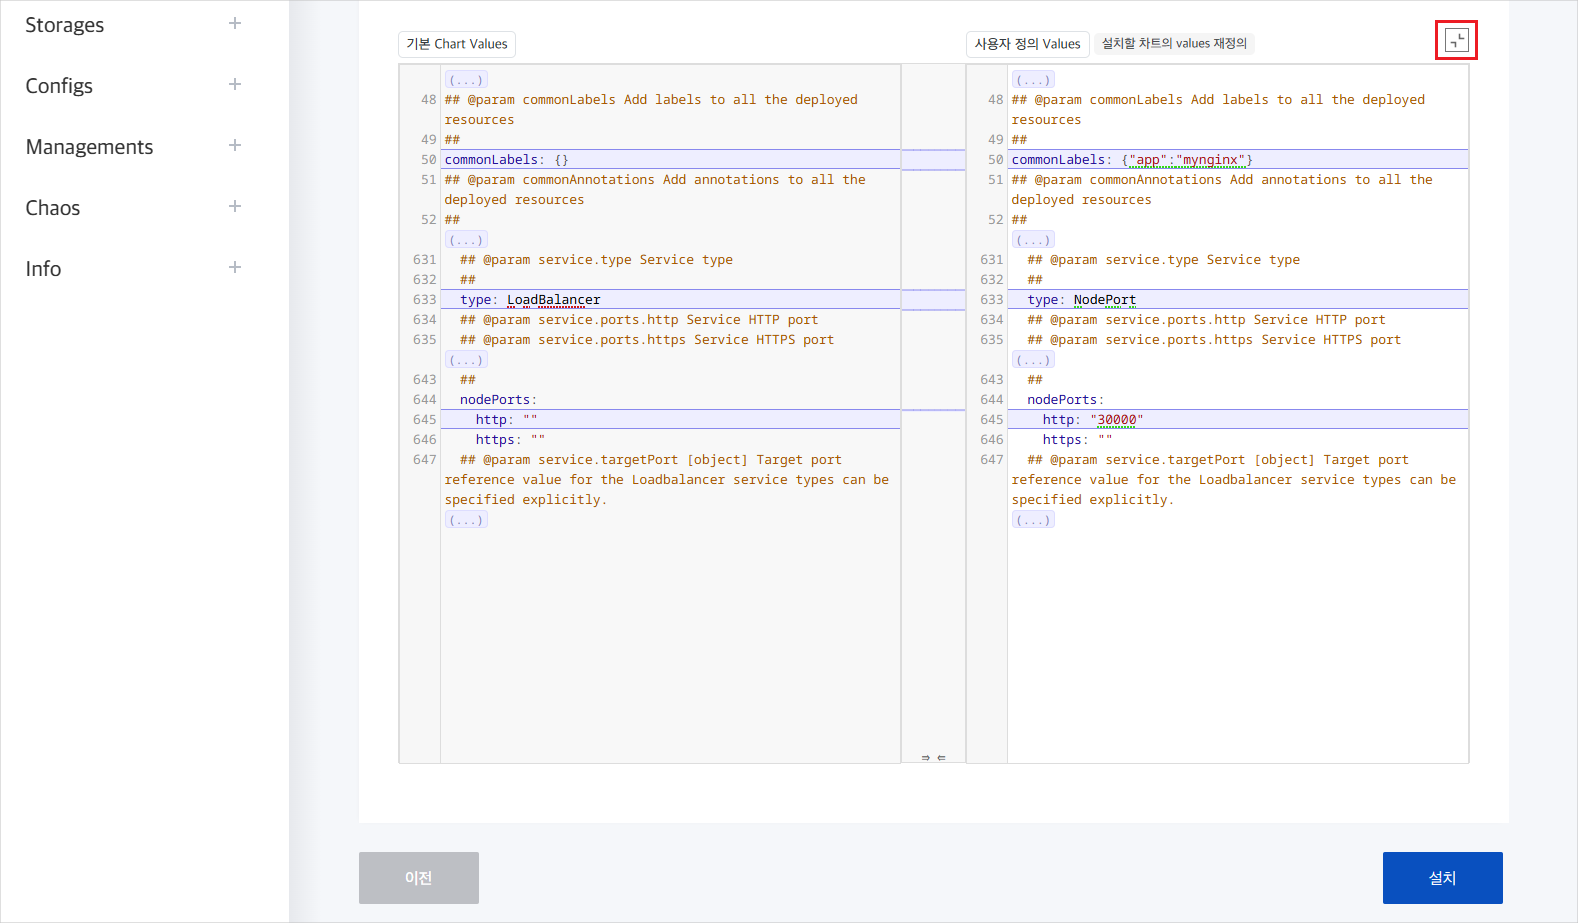 Storages
Configs
Managements
Chaos
Info
기본 Chart Values
(...)
48 ## @param commonLabels Add labels to all the deployed
resources
49 ##
50 commonLabels: {}
51 ## @param commonAnnotations Add annotations to all the
deployed resources
52 ##
(...)
631 ## @param service.type Service type
632 ##
633 type: LoadBalancer
634 ## @param service.ports.http Service HTTP port
635 ## @param service.ports.https Service HTTPS port
(...)
643 ##
644 nodePorts:
645 http: ""
646 https: ""
647 ## @param service.targetPort [object] Target port
reference value for the Loadbalancer service types can be
specified explicitly.
(...)
⇛ ⇚
사용자 정의 Values 설치할 차트의 values 재정의
(...)
48 ## @param commonLabels Add labels to all the deployed
resources
49 ##
50 commonLabels: {"app":"mynginx"}
51 ## @param commonAnnotations Add annotations to all the
deployed resources
52 ##
(...)
631 ## @param service.type Service type
632 ##
633 type: NodePort
634 ## @param service.ports.http Service HTTP port
635 ## @param service.ports.https Service HTTPS port
(...)
643 ##
644 nodePorts:
645 http: "30000"
646 https: ""
647 ## @param service.targetPort [object] Target port
reference value for the Loadbalancer service types can be
specified explicitly.
(...)
이전
설치